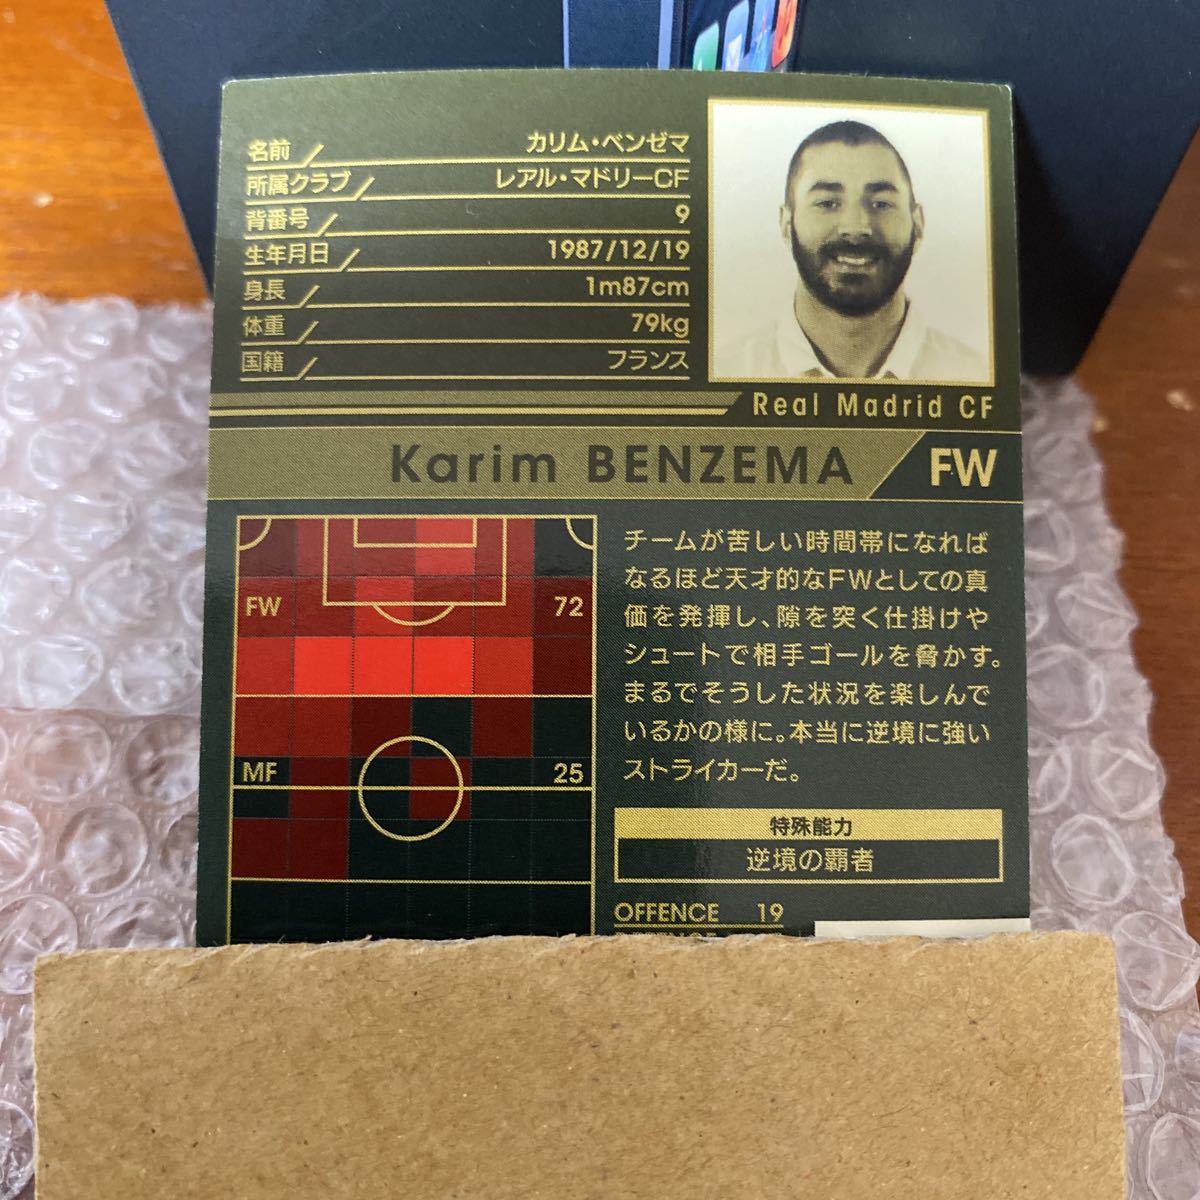 名前 カリム・ベンゼマ
所属クラブ レアル・マドリーCF
背番号 9
生年月日 1987/12/19
身長 1m87cm
体重 79kg
国籍 フランス
Real Madrid CF
Karim BENZEMA FW
FW 72
MF 25
チームが苦しい時間帯になれば
なるほど天才的なFWとしての真
価を発揮し、隙を突く仕掛けや
シュートで相手ゴールを脅かす。
まるでそうした状況を楽しんで
いるかの様に。本当に逆境に強い
ストライカーだ。
特殊能力
逆境の覇者
OFFENCE 19